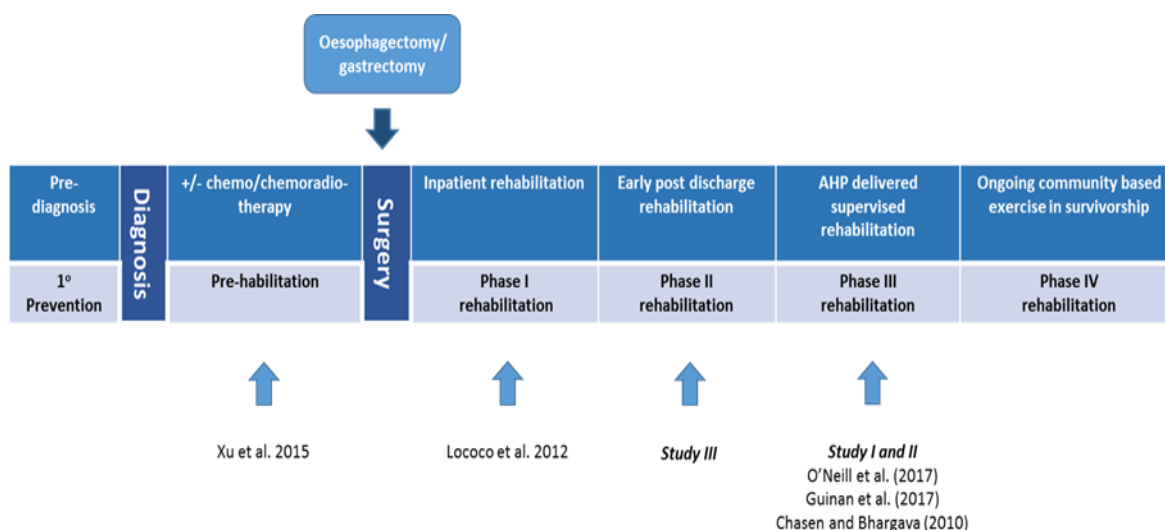 Oesophagectomy/
gastrectomy
Pre-
diagnosis
Diagnosis
+/- chemo/chemoradio-
therapy
Surgery
Inpatient rehabilitation
Early post discharge
rehabilitation
AHP delivered
supervised
rehabilitation
Ongoing community based
exercise in survivorship
1º
Prevention
Pre-habilitation
Phase I
rehabilitation
Phase II
rehabilitation
Phase III
rehabilitation
Phase IV
rehabilitation
Xu et al. 2015
Lococo et al. 2012
Study III
Study I and II
O'Neill et al. (2017)
Guinan et al. (2017)
Chasen and Bhargava (2010)